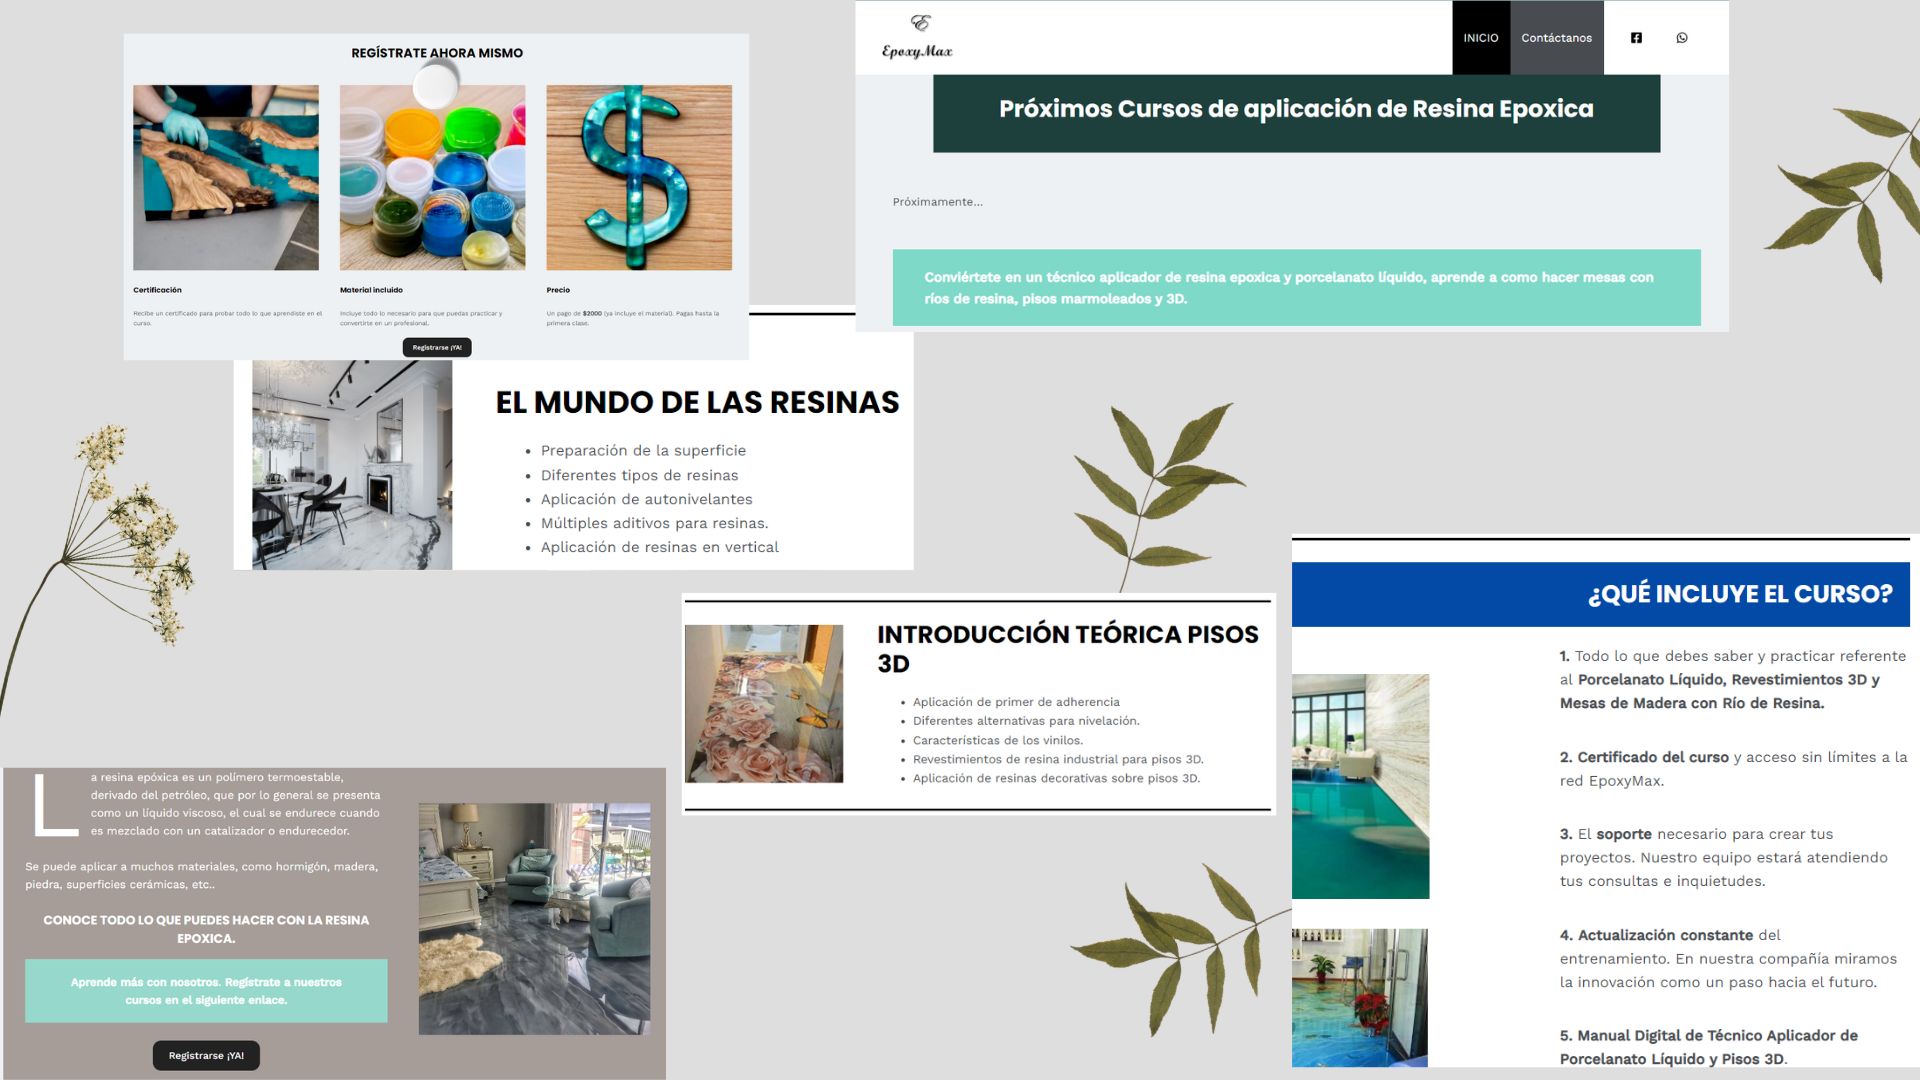 REGÍSTRATE AHORA MISMO
Certificación
Recibe un certificado para probar todo lo que aprendiste en el
curso.
Material incluido
Incluye todo lo necesario para que puedas practicar y
convertirte en un profesional.
Precio
Un pago de $2000 (ya incluye el material). Pagas hasta la
primera clase.
Registrarse ¡YA!
EpoxyMax
INICIO
Contáctanos
Próximos Cursos de aplicación de Resina Epoxica
Próximamente...
Conviértete en un técnico aplicador de resina epoxica y porcelanato líquido, aprende a como hacer mesas con
ríos de resina, pisos marmoleados y 3D.
EL MUNDO DE LAS RESINAS
• Preparación de la superficie
• Diferentes tipos de resinas
• Aplicación de autonivelantes
• Múltiples aditivos para resinas.
• Aplicación de resinas en vertical
INTRODUCCIÓN TEÓRICA PISOS
3D
• Aplicación de primer de adherencia
• Diferentes alternativas para nivelación.
• Características de los vinilos.
• Revestimientos de resina industrial para pisos 3D.
• Aplicación de resinas decorativas sobre pisos 3D.
¿QUÉ INCLUYE EL CURSO?
1. Todo lo que debes saber y practicar referente
al Porcelanato Líquido, Revestimientos 3D y
Mesas de Madera con Río de Resina.
2. Certificado del curso y acceso sin límites a la
red EpoxyMax.
3. El soporte necesario para crear tus
proyectos. Nuestro equipo estará atendiendo
tus consultas e inquietudes.
4. Actualización constante del
entrenamiento. En nuestra compañía miramos
la innovación como un paso hacia el futuro.
5. Manual Digital de Técnico Aplicador de
Porcelanato Líquido y Pisos 3D.
La resina epóxica es un polímero termoestable,
derivado del petróleo, que por lo general se presenta
como un líquido viscoso, el cual se endurece cuando
es mezclado con un catalizador o endurecedor.
Se puede aplicar a muchos materiales, como hormigón, madera,
piedra, superficies cerámicas, etc..
CONOCE TODO LO QUE PUEDES HACER CON LA RESINA
EPOXICA.
Aprende más con nosotros. Regístrate a nuestros
cursos en el siguiente enlace.
Registrarse ¡YA!